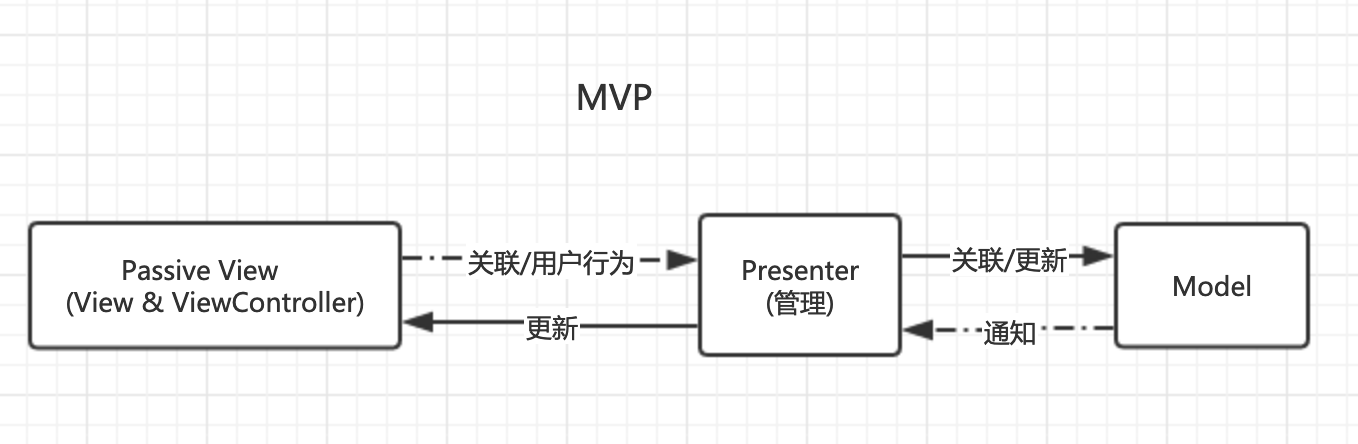 MVP
Passive View
(View & ViewController)
关联/用户行为
更新
Presenter
(管理)
关联/更新
通知
Model